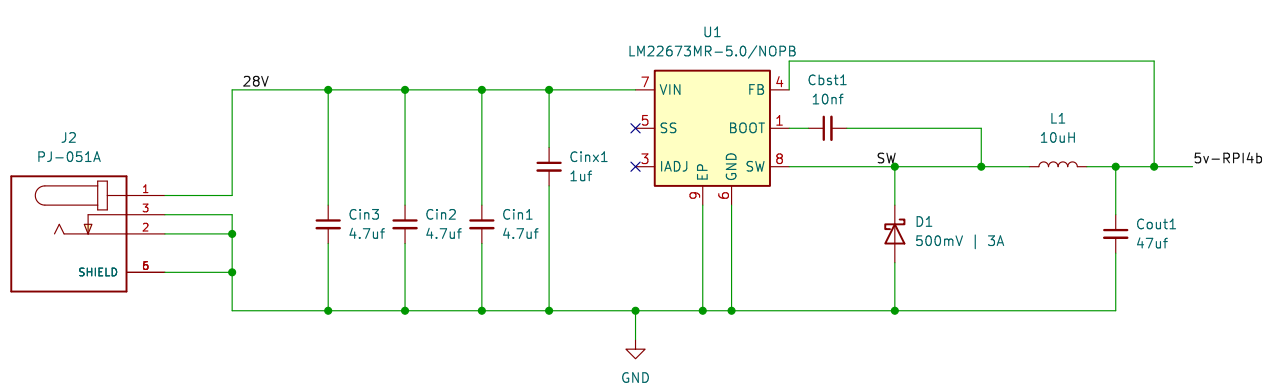 U1
LM22673MR-5.0/NOPB
28V
7
VIN
FB
4
Cbst1
10nf
5
SS
BOOT
1
L1
10uH
J2
PJ-051A
3
IADJ
SW
8
SW
5v-RPI4b
EP
GND
9
6
Cinx1
1uf
1
3
2
SHIELD
Cin3
4.7uf
Cin2
4.7uf
Cin1
4.7uf
D1
500mV | 3A
Cout1
47uf
GND